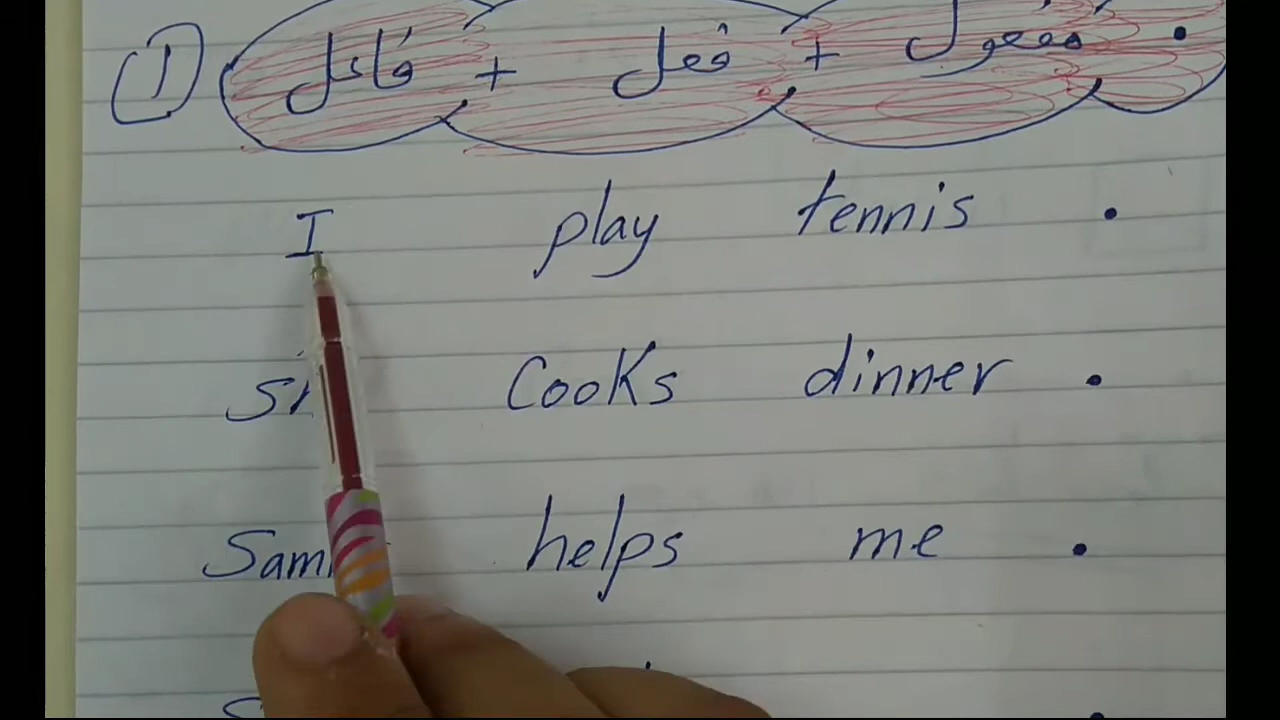 (1) فاعل + فعل + مفعول .
I play tennis .
Cooks dinner .
helps me .